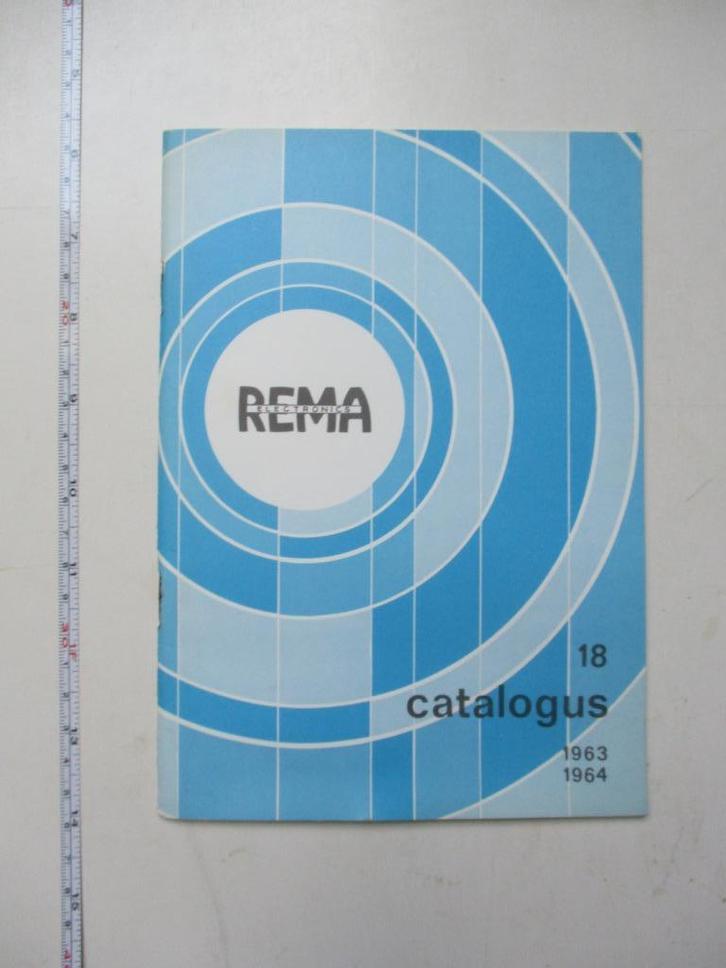 REMA
ELECTRONICS
18
catalogus
1963
1964